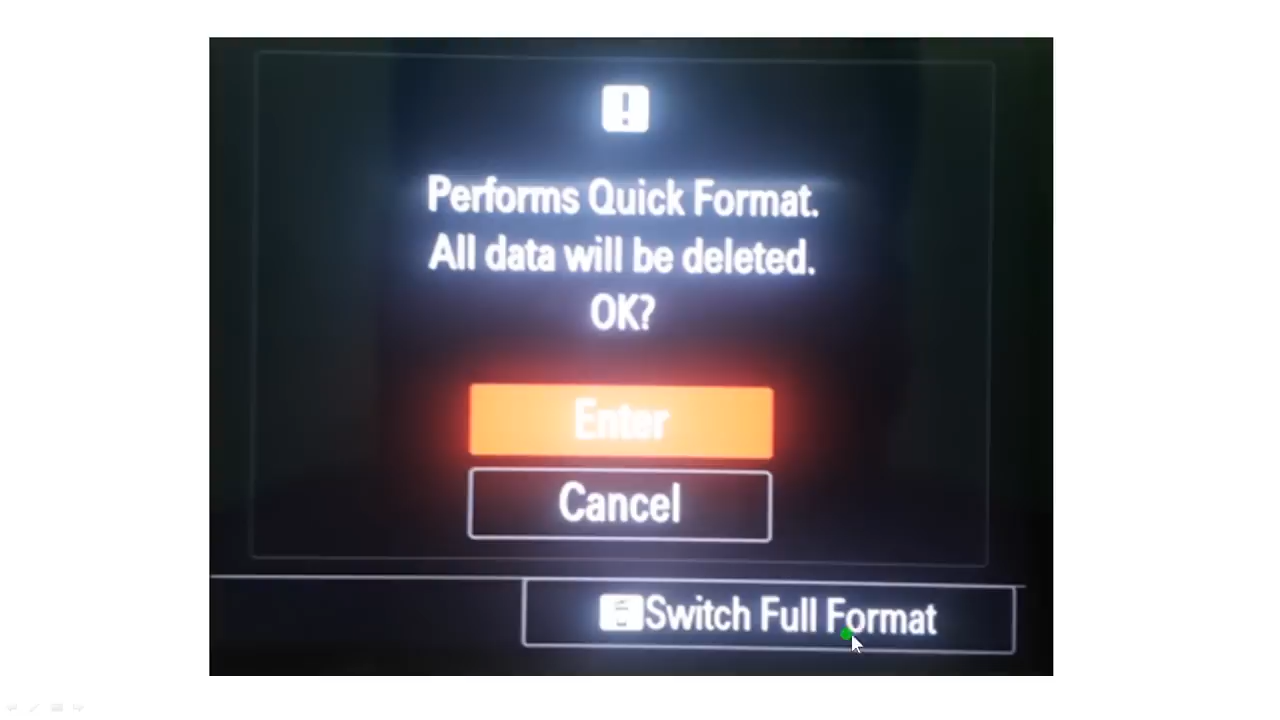 Performs Quick Format.
All data will be deleted.
OK?
Enter
Cancel
Switch Full Format